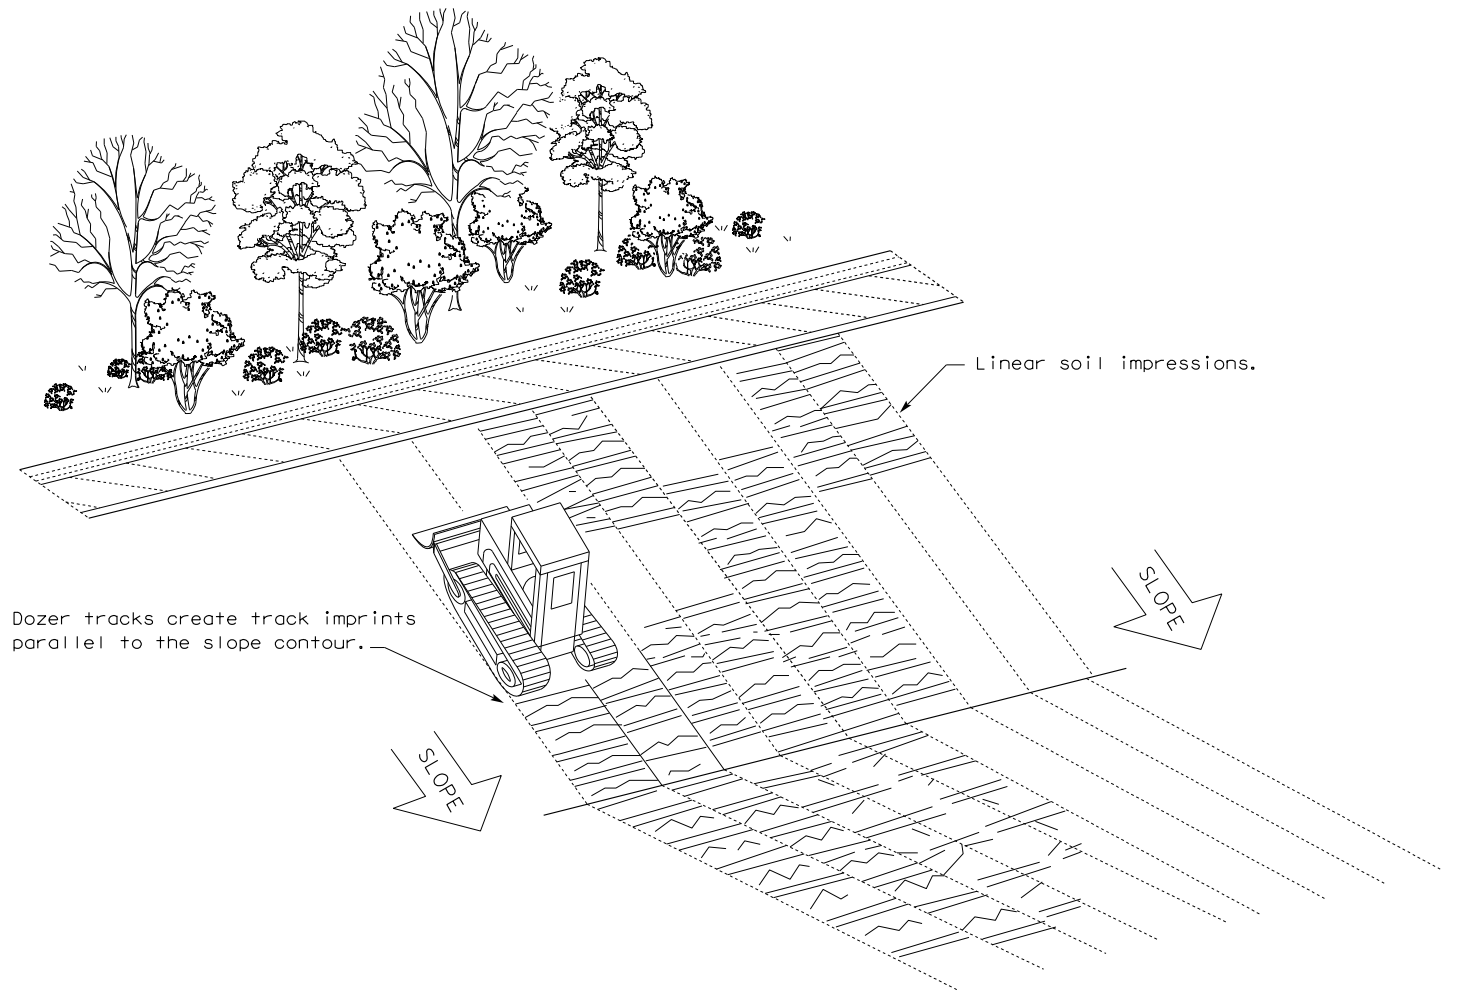 Linear soil impressions.
SLOPE
Dozer tracks create track imprints
parallel to the slope contour.
SLOPE